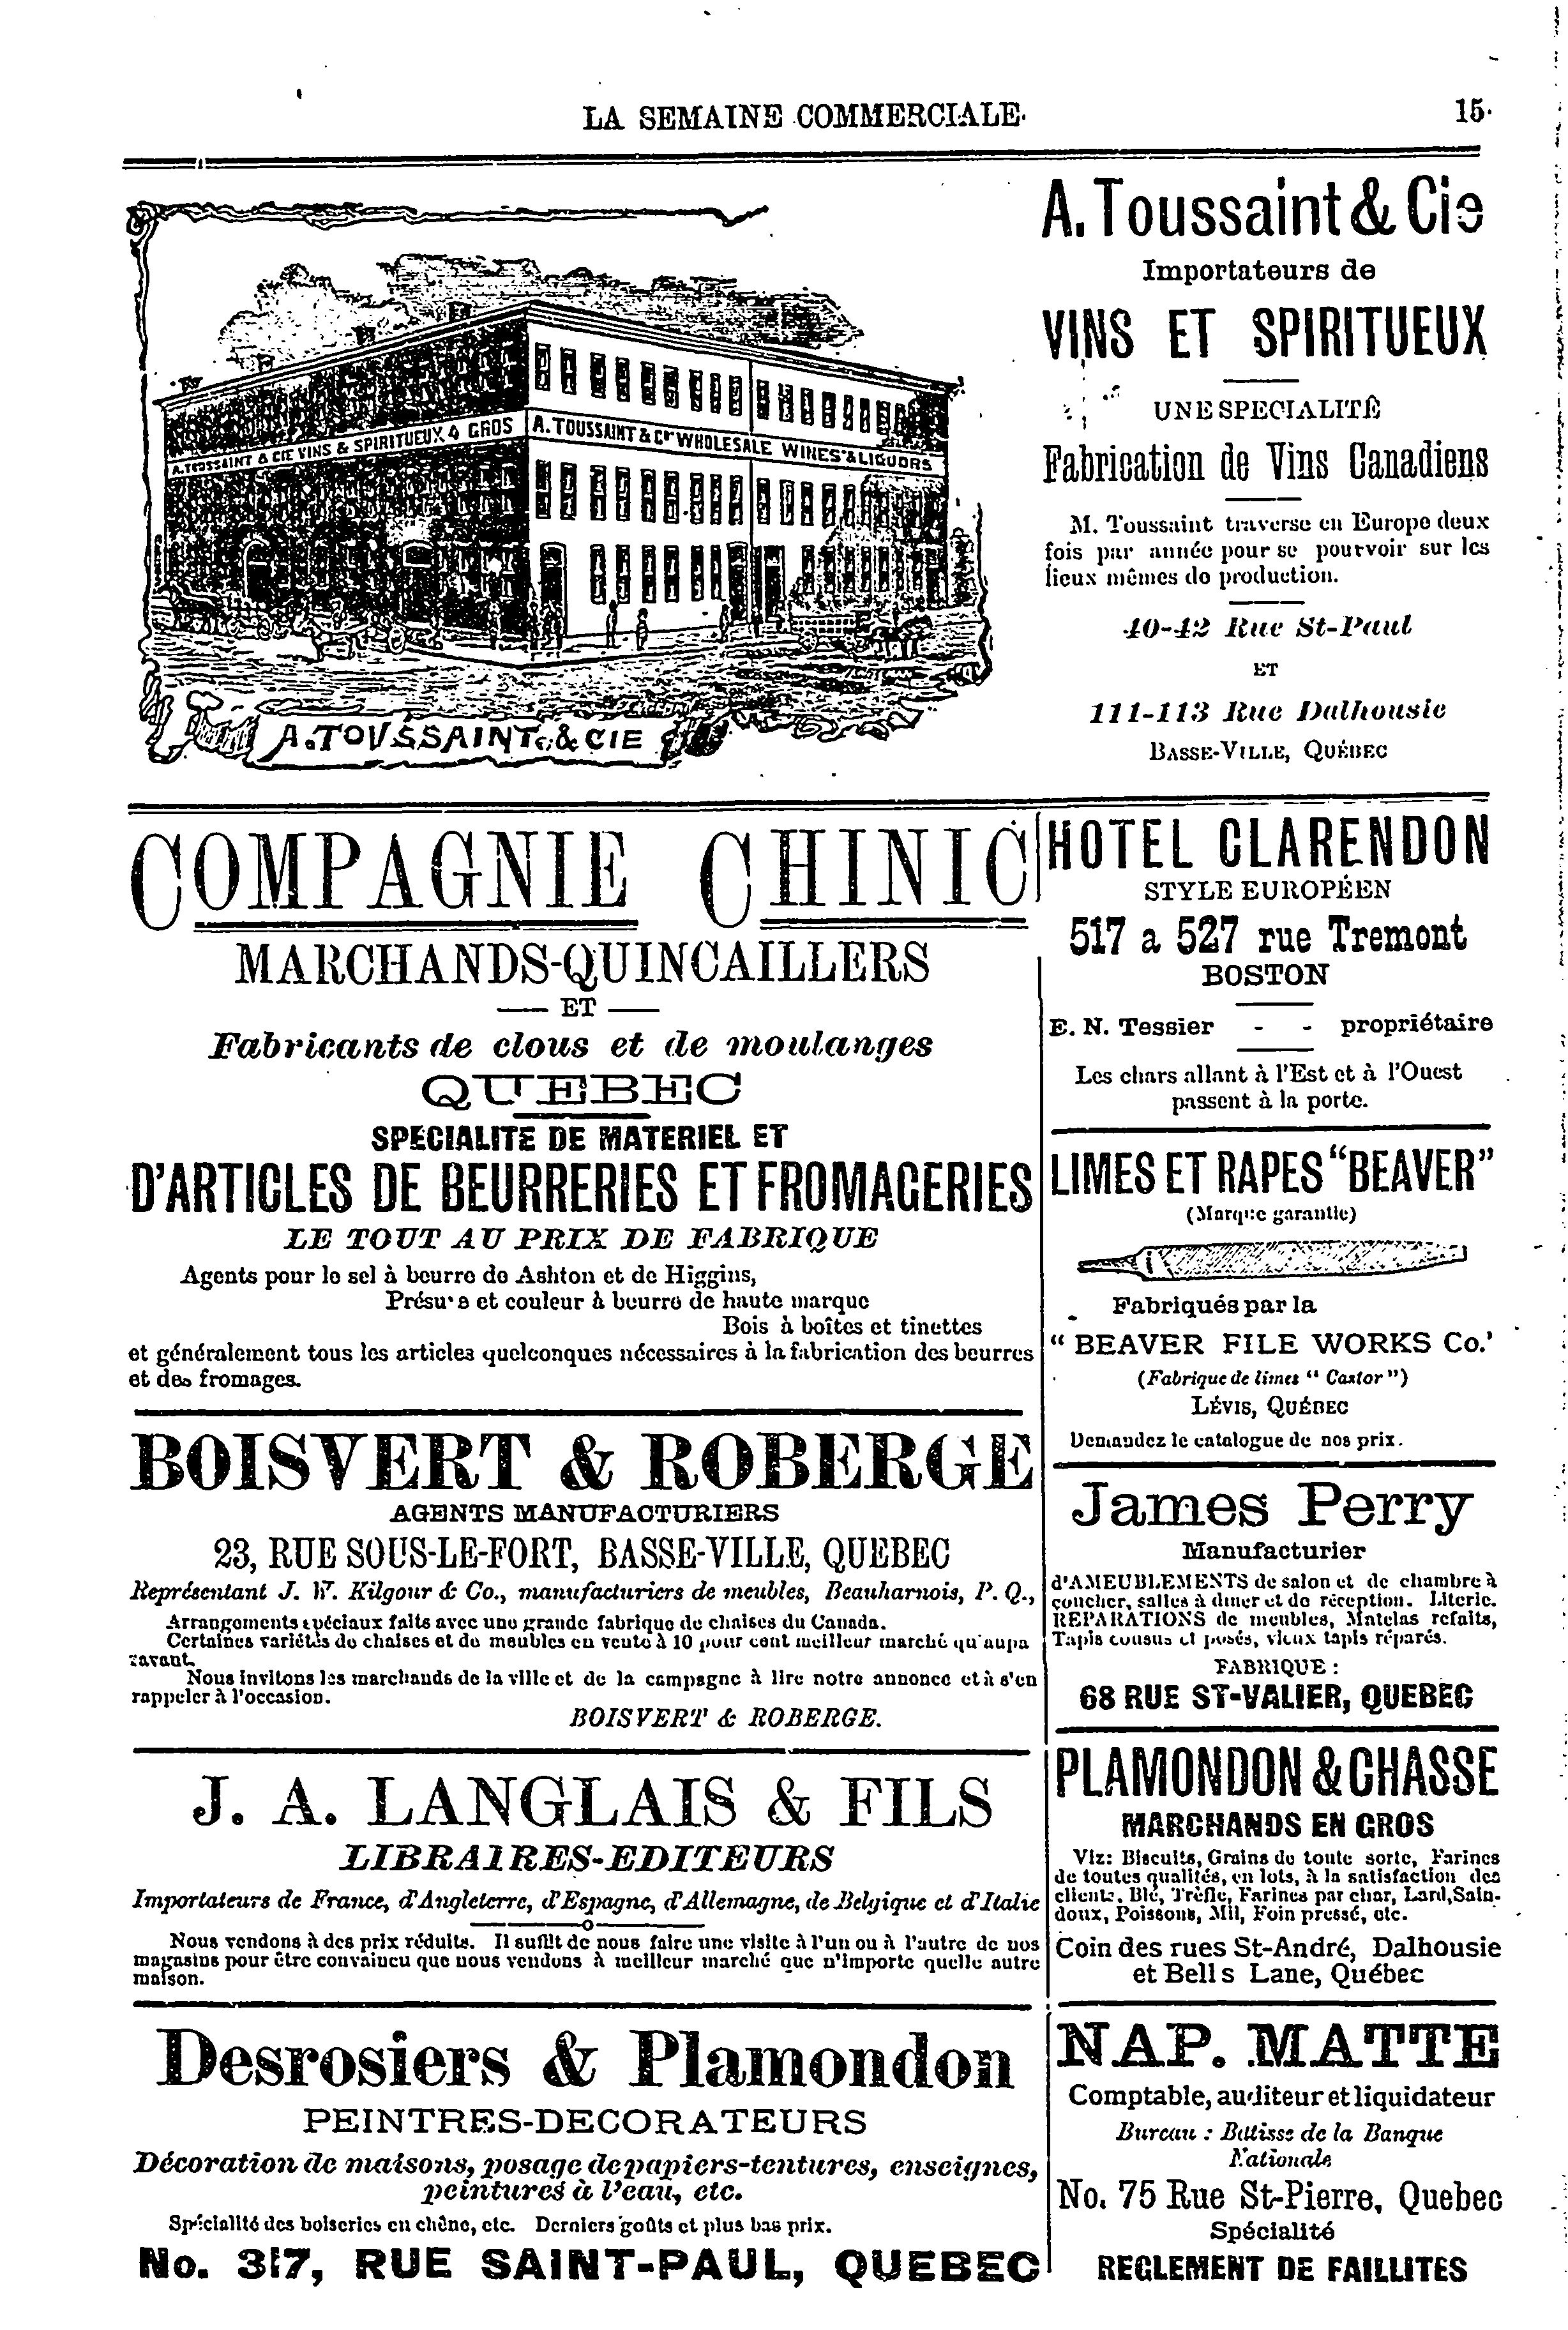 LA SEMAINE COMMERCIALE.
15.
A. TOUSSAINT & CIE VINS & SPIRITUEUX 4 GROS
A. TOUSSAINT & Cie WHOLESALE WINES & LIQUORS
A. TOUSSAINT & CIE
A. Toussaint & Cie
Importateurs de
VINS ET SPIRITUEUX
UNE SPECIALITÉ
Fabrication de Vins Canadiens
M. Toussaint traverse en Europe deux
fois par année pour se pourvoir sur les
lieux mêmes de production.
40-42 Rue St-Paul
ET
111-113 Rue Dalhousie
BASSE-VILLE, QUÉBEC
COMPAGNIE CHINIC
MARCHANDS-QUINCAILLERS
— ET —
Fabricants de clous et de moulanges
QUEBEC
SPECIALITE DE MATERIEL ET
D'ARTICLES DE BEURRERIES ET FROMAGERIES
LE TOUT AU PRIX DE FABRIQUE
Agents pour le sel à beurre de Ashton et de Higgins,
et couleur à beurre de haute marque
Bois à boîtes et tinettes
et généralement tous les articles quelconques nécessaires à la fabrication des beurres
et des fromages.
BOISVERT & ROBERGE
AGENTS MANUFACTURIERS
23, RUE SOUS-LE-FORT, BASSE-VILLE, QUEBEC
Représentant J. W. Kilgour & Co., manufacturiers de meubles, Beauharnois, P. Q.,
Arrangements spéciaux faits avec une grande fabrique de chaises du Canada.
Certaines variétés de chaises et de meubles en vente à 10 pour cent meilleur marché qu'aupa
ravant.
Nous invitons les marchands de la ville et de la campagne à lire notre annonce et à s'en
rappeler à l'occasion.
BOISVERT & ROBERGE.
J. A. LANGLAIS & FILS
LIBRAIRES-EDITEURS
Importateurs de France, d'Angleterre, d'Espagne, d'Allemagne, de Belgique et d'Italie
Nous vendons à des prix réduits. Il suffit de nous faire une visite à l'un ou à l'autre de nos
magasins pour être convaincu que nous vendons à meilleur marché que n'importe quelle autre
maison.
Desrosiers & Plamondon
PEINTRES-DECORATEURS
Décoration de maisons, posage de papiers-tentures, enseignes,
peintures à l'eau, etc.
Spécialité des boiseries en chêne, etc. Derniers goûts et plus bas prix.
No. RUE SAINT-PAUL, QUEBEC
HOTEL CLARENDON
STYLE EUROPÉEN
517 a 527 rue Tremont
BOSTON
E. N. Tessier - - propriétaire
Les chars allant à l'Est et à l'Ouest
passent à la porte.
LIMES ET RAPES "BEAVER"
(Marque garantie)
Fabriqués par la
" BEAVER FILE WORKS Co.'
(Fabrique de limes " Castor ")
LÉVIS, QUÉBEC
Demandez le catalogue de nos prix.
James Perry
Manufacturier
d'AMEUBLEMENTS de salon et de chambre à
coucher, salles à diner et de réception. Literie.
REPARATIONS de meubles, Matelas refaits,
Tapis cousus et posés, vieux tapis réparés.
FABRIQUE :
68 RUE ST-VALIER, QUEBEC
PLAMONDON & CHASSE
MARCHANDS EN GROS
Viz: Biscuits, Grains de toute sorte, Farines
de toutes qualités, en lots, à la satisfaction des
clients. Blé, Trèfle, Farines par char, Lard, Sain-
doux, Poissons, Mil, Foin pressé, etc.
Coin des rues St-André, Dalhousie
et Bell s Lane, Québec
NAP. MATTE
Comptable, auditeur et liquidateur
Bureau : Bâtisse de la Banque
Nationale
No. 75 Rue St-Pierre, Quebec
Spécialité
REGLEMENT DE FAILLITES